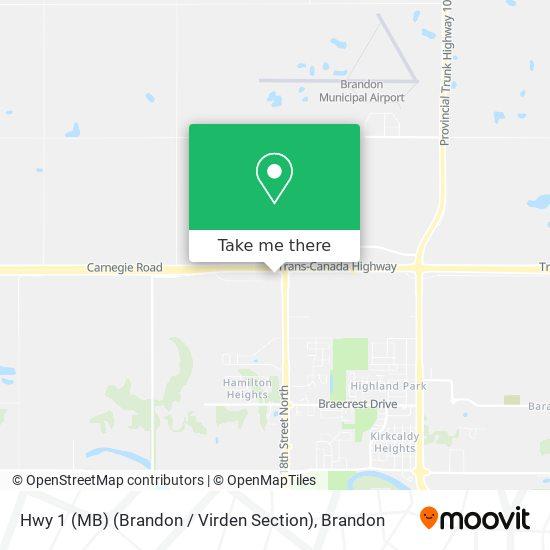 Brandon
Municipal Airport
Provincial Trunk Highway 10
Take me there
Carnegie Road
Trans-Canada Highway
Tr
Hamilton
Heights
18th Street North
Highland Park
Braecrest Drive
Bara
Kirkcaldy
Heights
© OpenStreetMap contributors | © OpenMapTiles
Hwy 1 (MB) (Brandon / Virden Section), Brandon
moovit